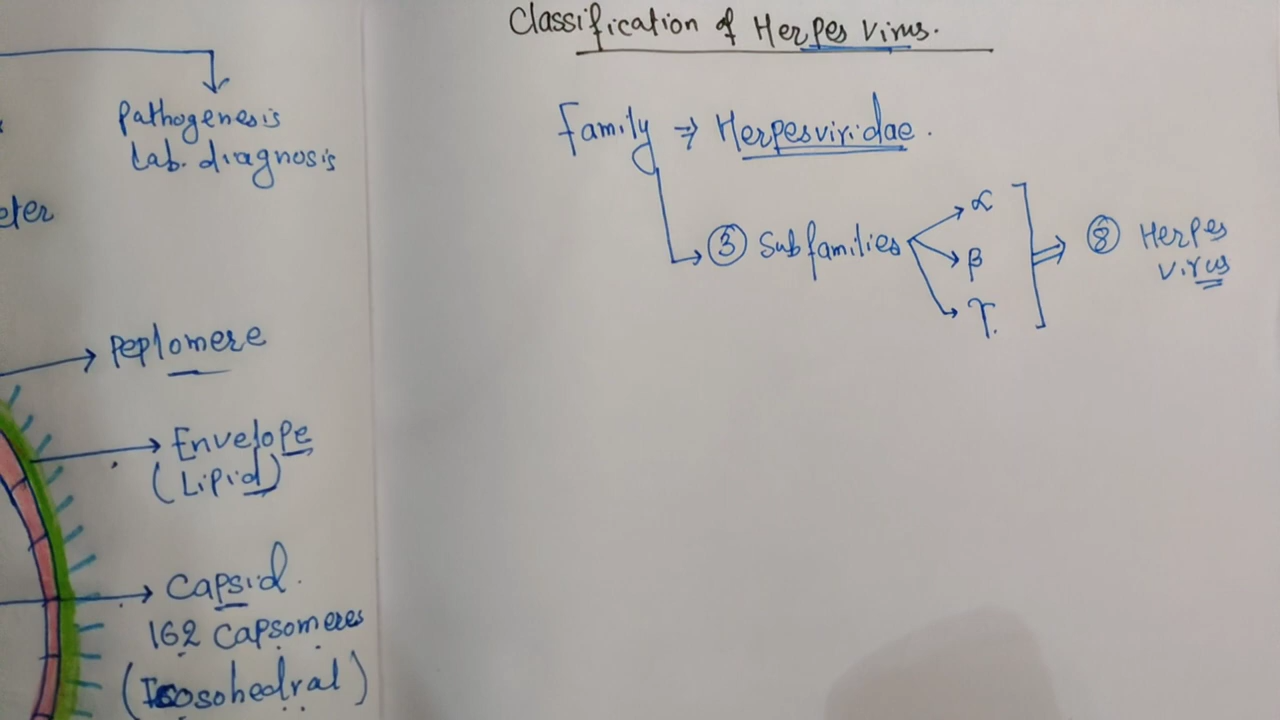 Pathogenesis
Lab. diagnosis
eter
Peplomere
Envelope
(Lipid)
Capsid.
162 Capsomeres
(Isosohedral)
Classification of Herpes Virus.
Family ⇒ Herpesviridae.
③ Subfamilies
α
β
γ.
⑧ Herpes
virus